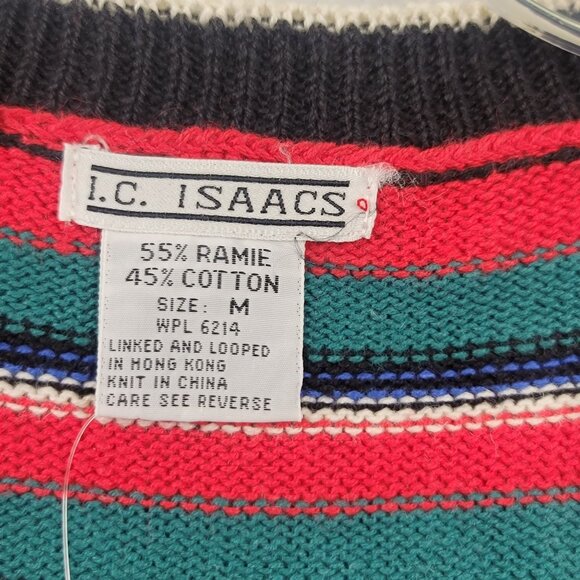 I.C. ISAACS
55% RAMIE
45% COTTON
SIZE: M
WPL 6214
LINKED AND LOOPED
IN HONG KONG
KNIT IN CHINA
CARE SEE REVERSE